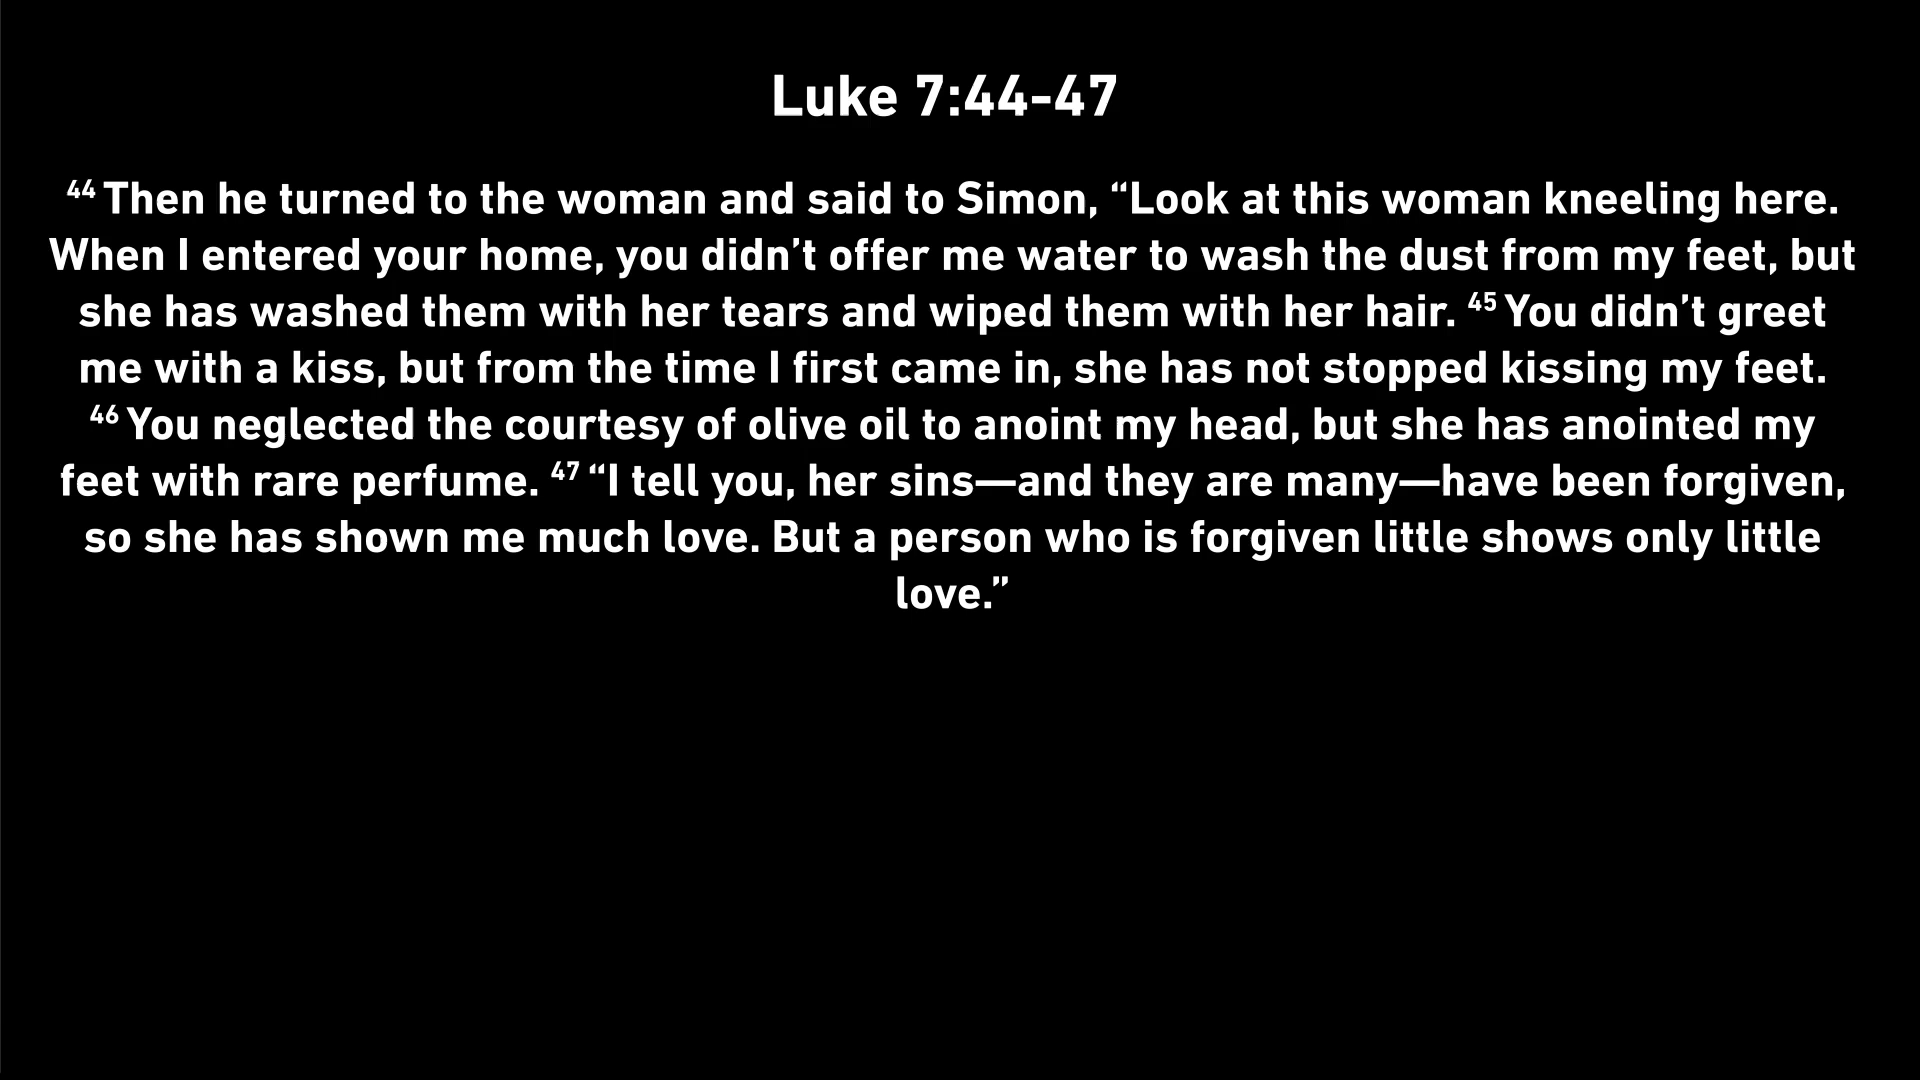 Luke 7:44-47
44 Then he turned to the woman and said to Simon, “Look at this woman kneeling here.
When I entered your home, you didn’t offer me water to wash the dust from my feet, but
she has washed them with her tears and wiped them with her hair. 45 You didn’t greet
me with a kiss, but from the time I first came in, she has not stopped kissing my feet.
46 You neglected the courtesy of olive oil to anoint my head, but she has anointed my
feet with rare perfume. 47 “I tell you, her sins—and they are many—have been forgiven,
so she has shown me much love. But a person who is forgiven little shows only little
love.”